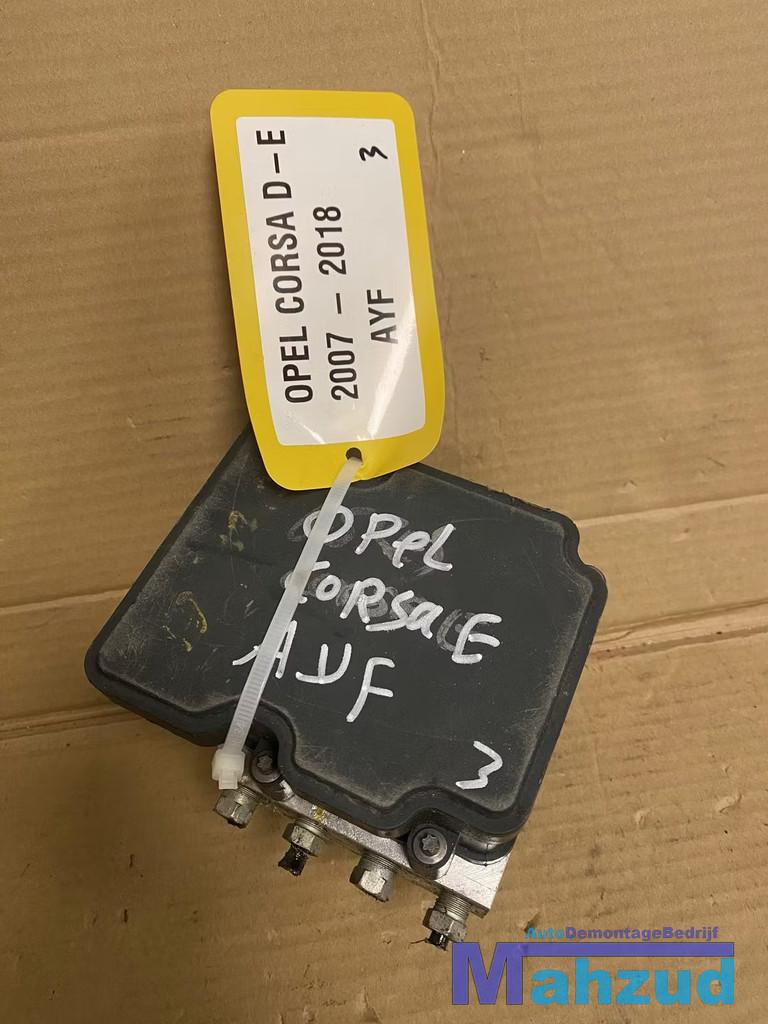 OPEL CORSA D – E
2007 – 2018
AYF
3
OPeL
CORSa E
AYF
3
AutoDemontageBedrijf
Mahzud